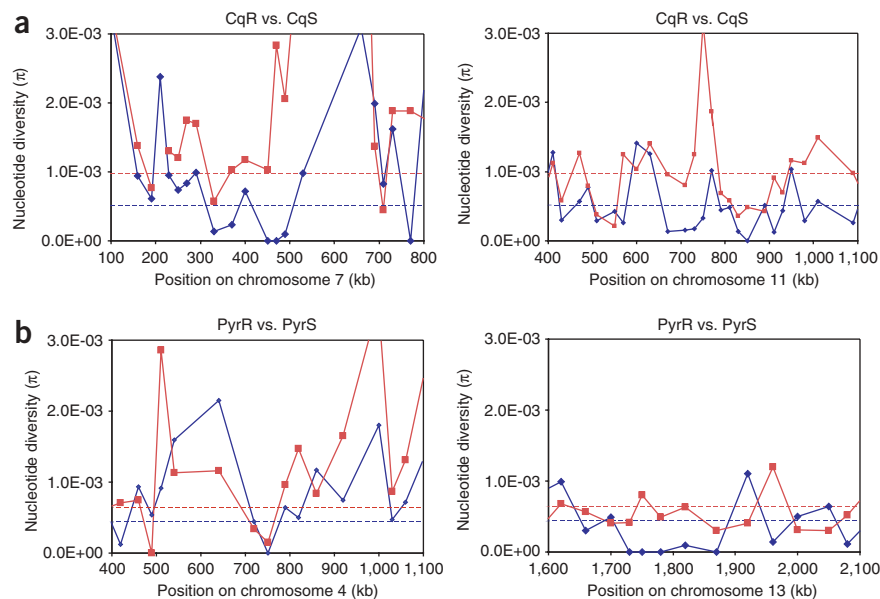 a
CqR vs. CqS
Nucleotide diversity (π)
3.0E-03
2.0E-03
1.0E-03
0.0E+00
100 200 300 400 500 600 700 800
Position on chromosome 7 (kb)
CqR vs. CqS
Nucleotide diversity (π)
3.0E-03
2.0E-03
1.0E-03
0.0E+00
400 500 600 700 800 900 1,000 1,100
Position on chromosome 11 (kb)
b
PyrR vs. PyrS
Nucleotide diversity (π)
3.0E-03
2.0E-03
1.0E-03
0.0E+00
400 500 600 700 800 900 1,000 1,100
Position on chromosome 4 (kb)
PyrR vs. PyrS
Nucleotide diversity (π)
3.0E-03
2.0E-03
1.0E-03
0.0E+00
1,600 1,700 1,800 1,900 2,000 2,100
Position on chromosome 13 (kb)